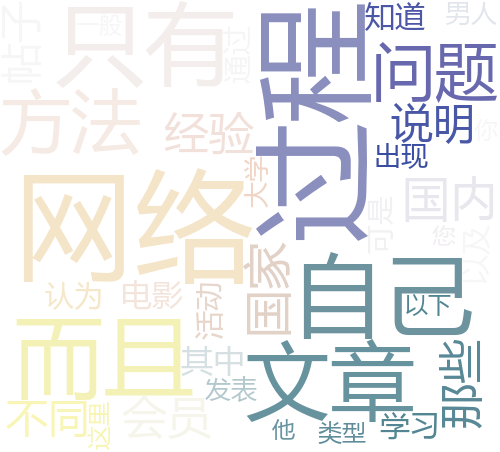 帖子
一般
只有
通过
过程
知道
男人
方法
经验
问题
说明
你
出现
网络
大学
国内
可是
您
以及
认为
电影
活动
国家
自己
以下
而且
其中
发表
文章
那些
不同
这里
会员
他
类型
学习